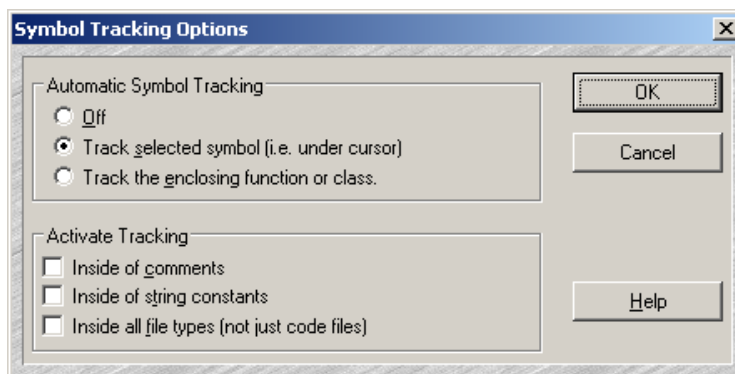 Symbol Tracking Options
Automatic Symbol Tracking
Off
Track selected symbol (i.e. under cursor)
Track the enclosing function or class.
OK
Cancel
Activate Tracking
Inside of comments
Inside of string constants
Inside all file types (not just code files)
Help